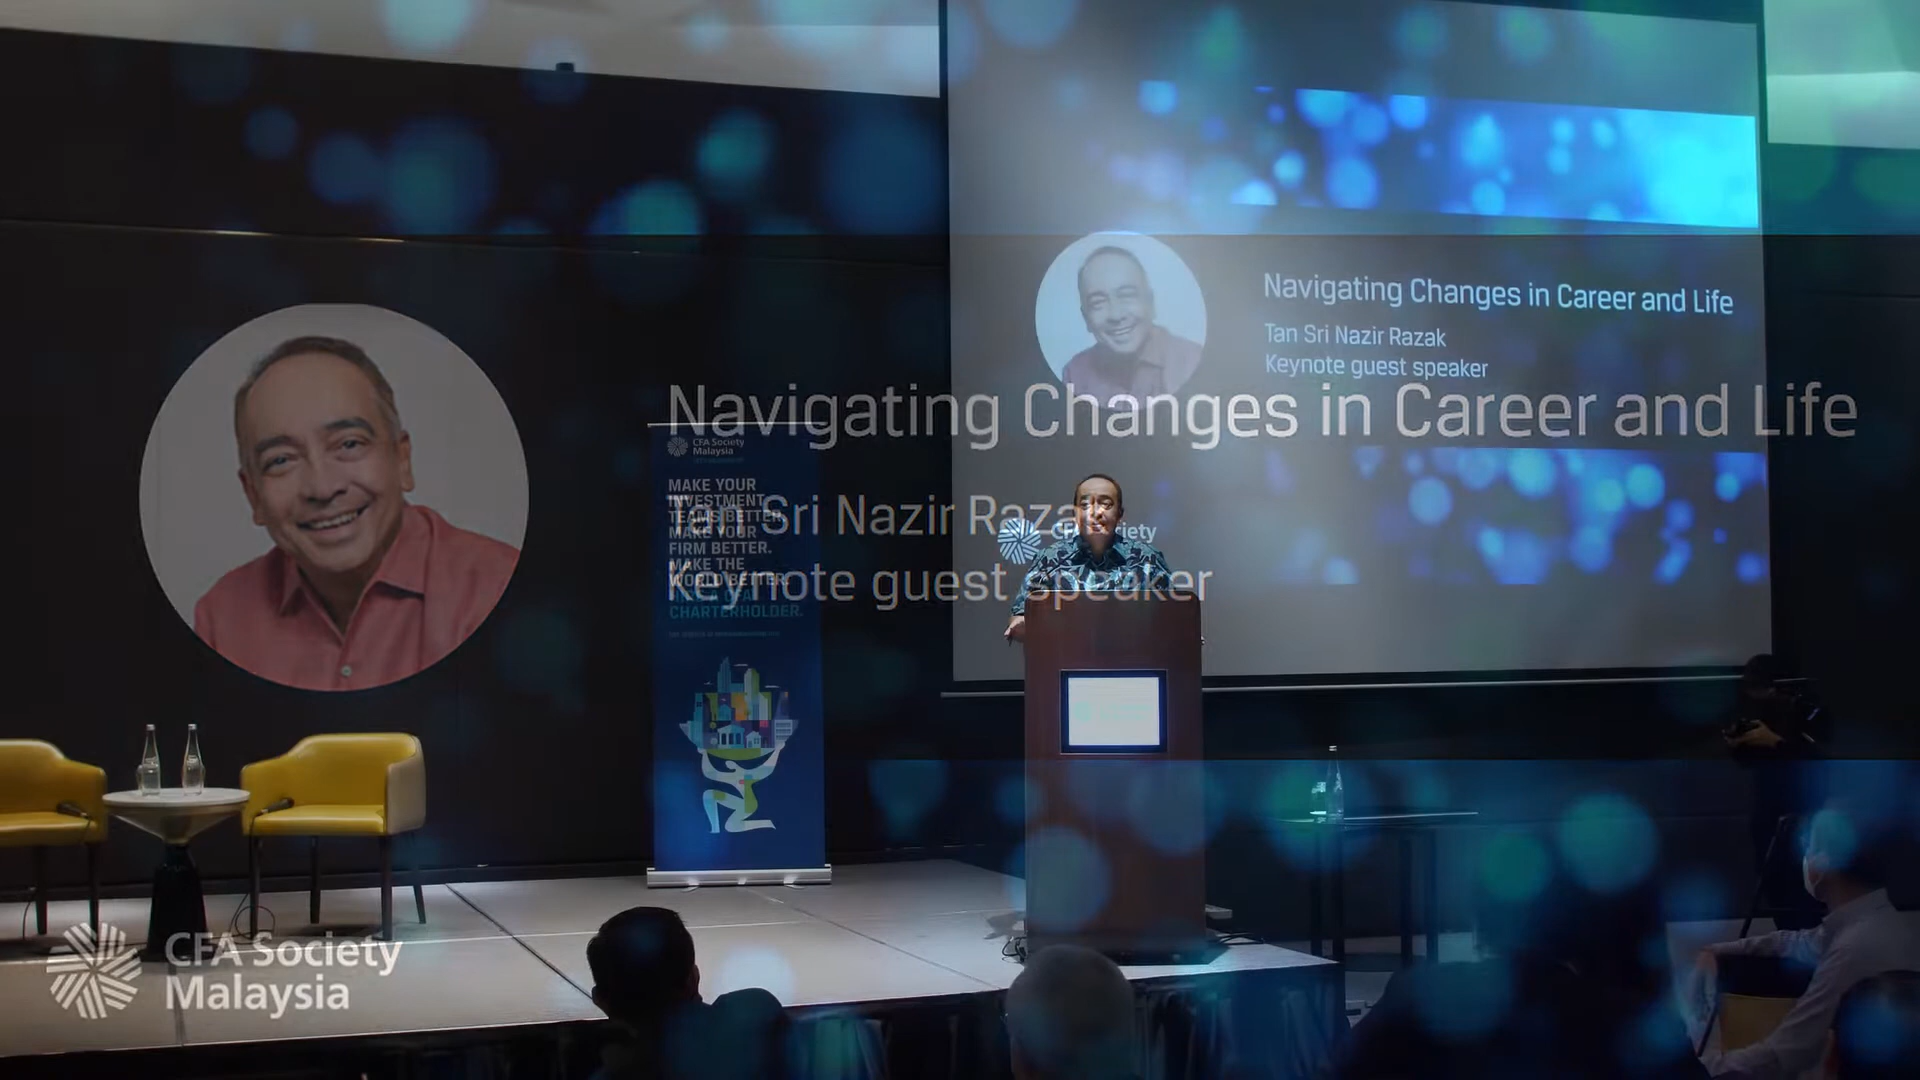 Navigating Changes in Career and Life
Tan Sri Nazir Razak
Keynote guest speaker
Navigating Changes in Career and Life
Tan Sri Nazir Razak
Keynote guest speaker
CFA Society
Malaysia
MAKE YOUR
INVESTMENT
TEAMS BETTER.
MAKE YOUR
FIRM BETTER.
MAKE THE
WORLD BETTER.
CHARTERHOLDER.
CFA Society
CFA Society
Malaysia